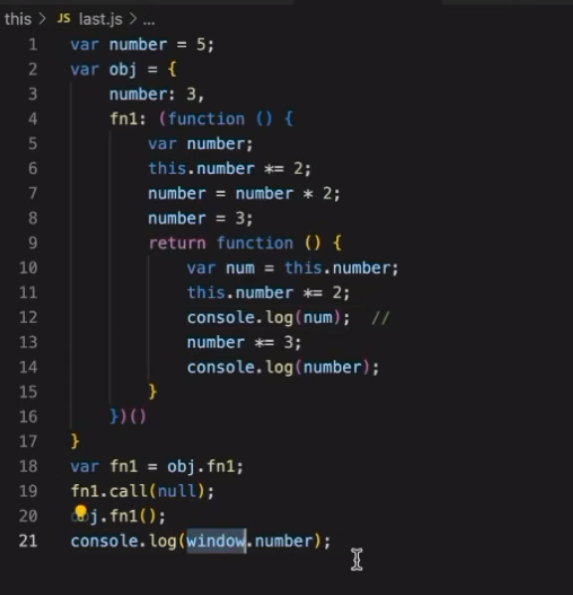 this > JS last.js > ...
1 var number = 5;
2 var obj = {
3 number: 3,
4 fn1: (function () {
5 var number;
6 this.number *= 2;
7 number = number * 2;
8 number = 3;
9 return function () {
10 var num = this.number;
11 this.number *= 2;
12 console.log(num); //
13 number *= 3;
14 console.log(number);
15 }
16 })()
17 }
18 var fn1 = obj.fn1;
19 fn1.call(null);
20 obj.fn1();
21 console.log(window.number);